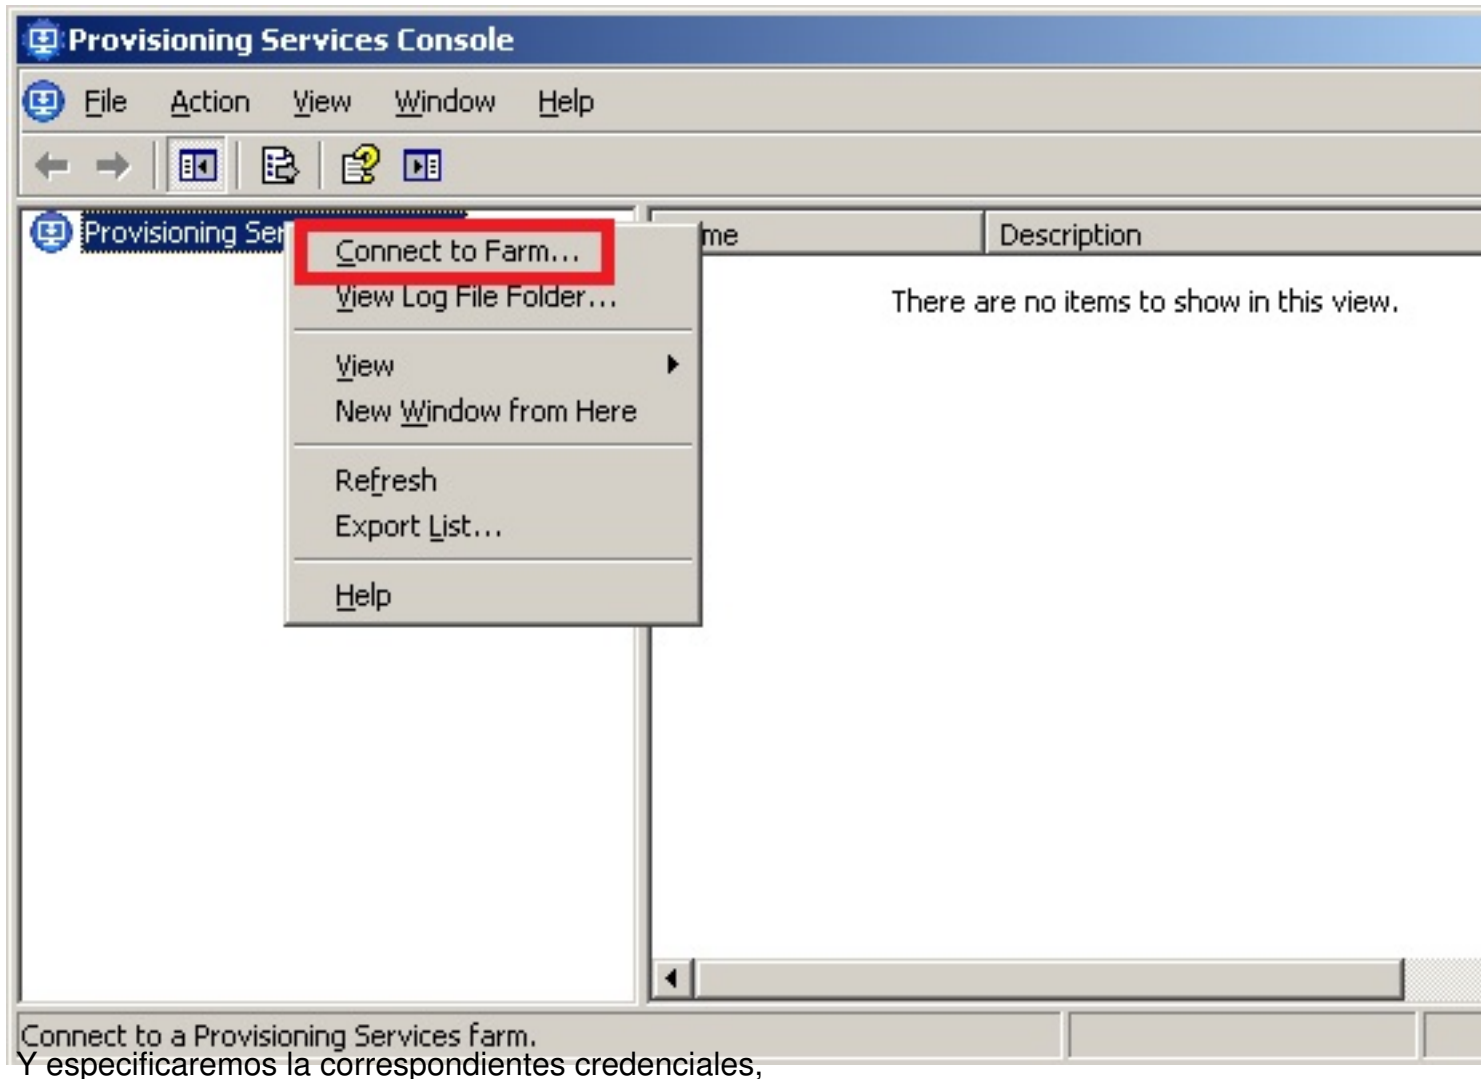 Provisioning Services Console
File Action View Window Help
Provisioning Ser
me Description
There are no items to show in this view.
Connect to Farm...
View Log File Folder...
View
New Window from Here
Refresh
Export List...
Help
Connect to a Provisioning Services farm.
Y especificaremos la correspondientes credenciales,